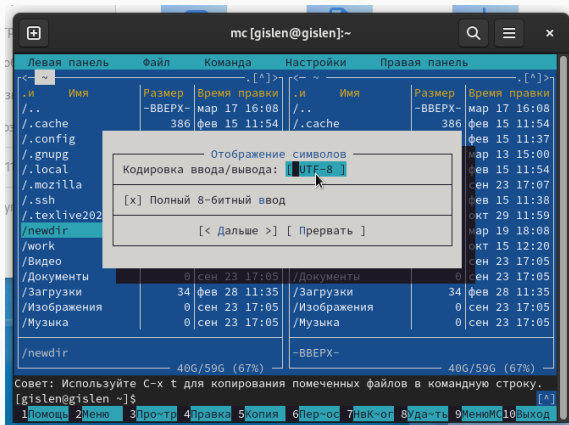 mc [gislen@gislen]:~
Левая панель Файл Команда Настройки Правая панель
<- ~ .[^]> <- ~ .[^]>
.и Имя Размер Время правки .и Имя Размер Время правки
/.. -ВВЕРХ- мар 17 16:08 /.. -ВВЕРХ- мар 17 16:08
/.cache 386 фев 15 11:54 /.cache 386 фев 15 11:54
/.config фев 15 11:37
/.gnupg мар 13 15:00
/.local фев 15 11:54
/.mozilla сен 23 17:07
/.ssh фев 15 11:58
/.texlive202 окт 29 11:59
/newdir мар 19 18:08
/work окт 15 12:20
/Видео сен 23 17:05
/Документы 0 сен 23 17:05 /Документы 0 сен 23 17:05
/Загрузки 34 фев 28 11:35 /Загрузки 34 фев 28 11:35
/Изображения 0 сен 23 17:05 /Изображения 0 сен 23 17:05
/Музыка 0 сен 23 17:05 /Музыка 0 сен 23 17:05
Отображение символов
Кодировка ввода/вывода: [ UTF-8 ]
[x] Полный 8-битный ввод
[< Дальше >] [ Прервать ]
/newdir -ВВЕРХ-
40G/59G (67%) 40G/59G (67%)
Совет: Используйте C-x t для копирования помеченных файлов в командную строку.
[gislen@gislen ~]$ [^]
1Помощь 2Меню 3Про~тр 4Правка 5Копия 6Пер~ос 7НвК~ог 8Уда~ть 9МенюMC 10Выход